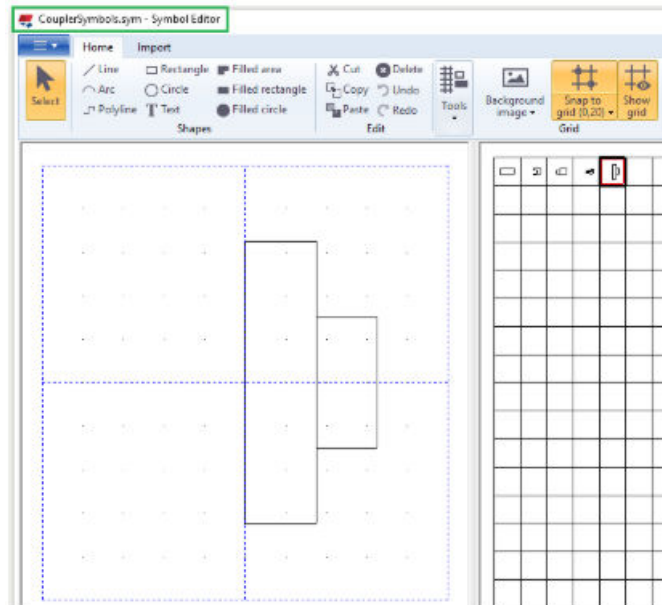 CouplerSymbols.sym - Symbol Editor
Home Import
Select
Line Rectangle Filled area
Arc Circle Filled rectangle
Polyline Text Filled circle
Shapes
Cut Delete
Copy Undo
Paste Redo
Edit
Tools
Background
image
Snap to
grid (0,20)
Show
grid
Grid